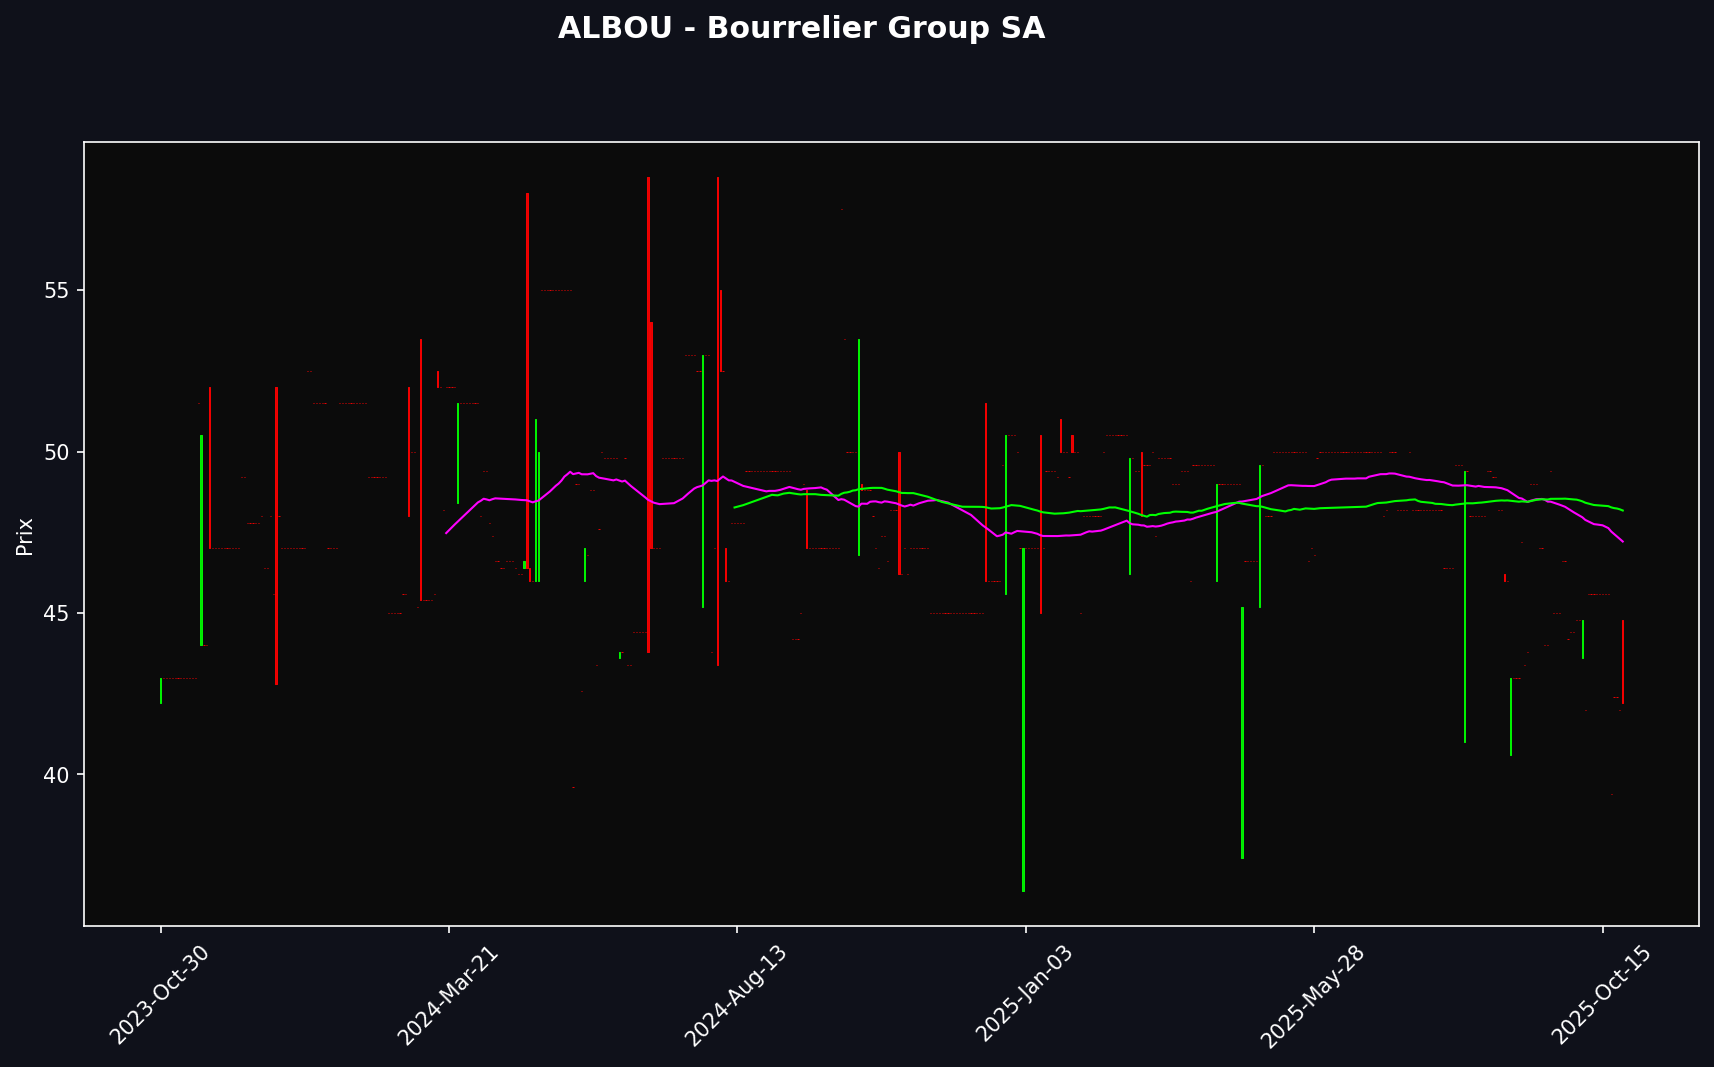 ALBOU - Bourrelier Group SA
Prix
55
50
45
40
2023-Oct-30
2024-Mar-21
2024-Aug-13
2025-Jan-03
2025-May-28
2025-Oct-15